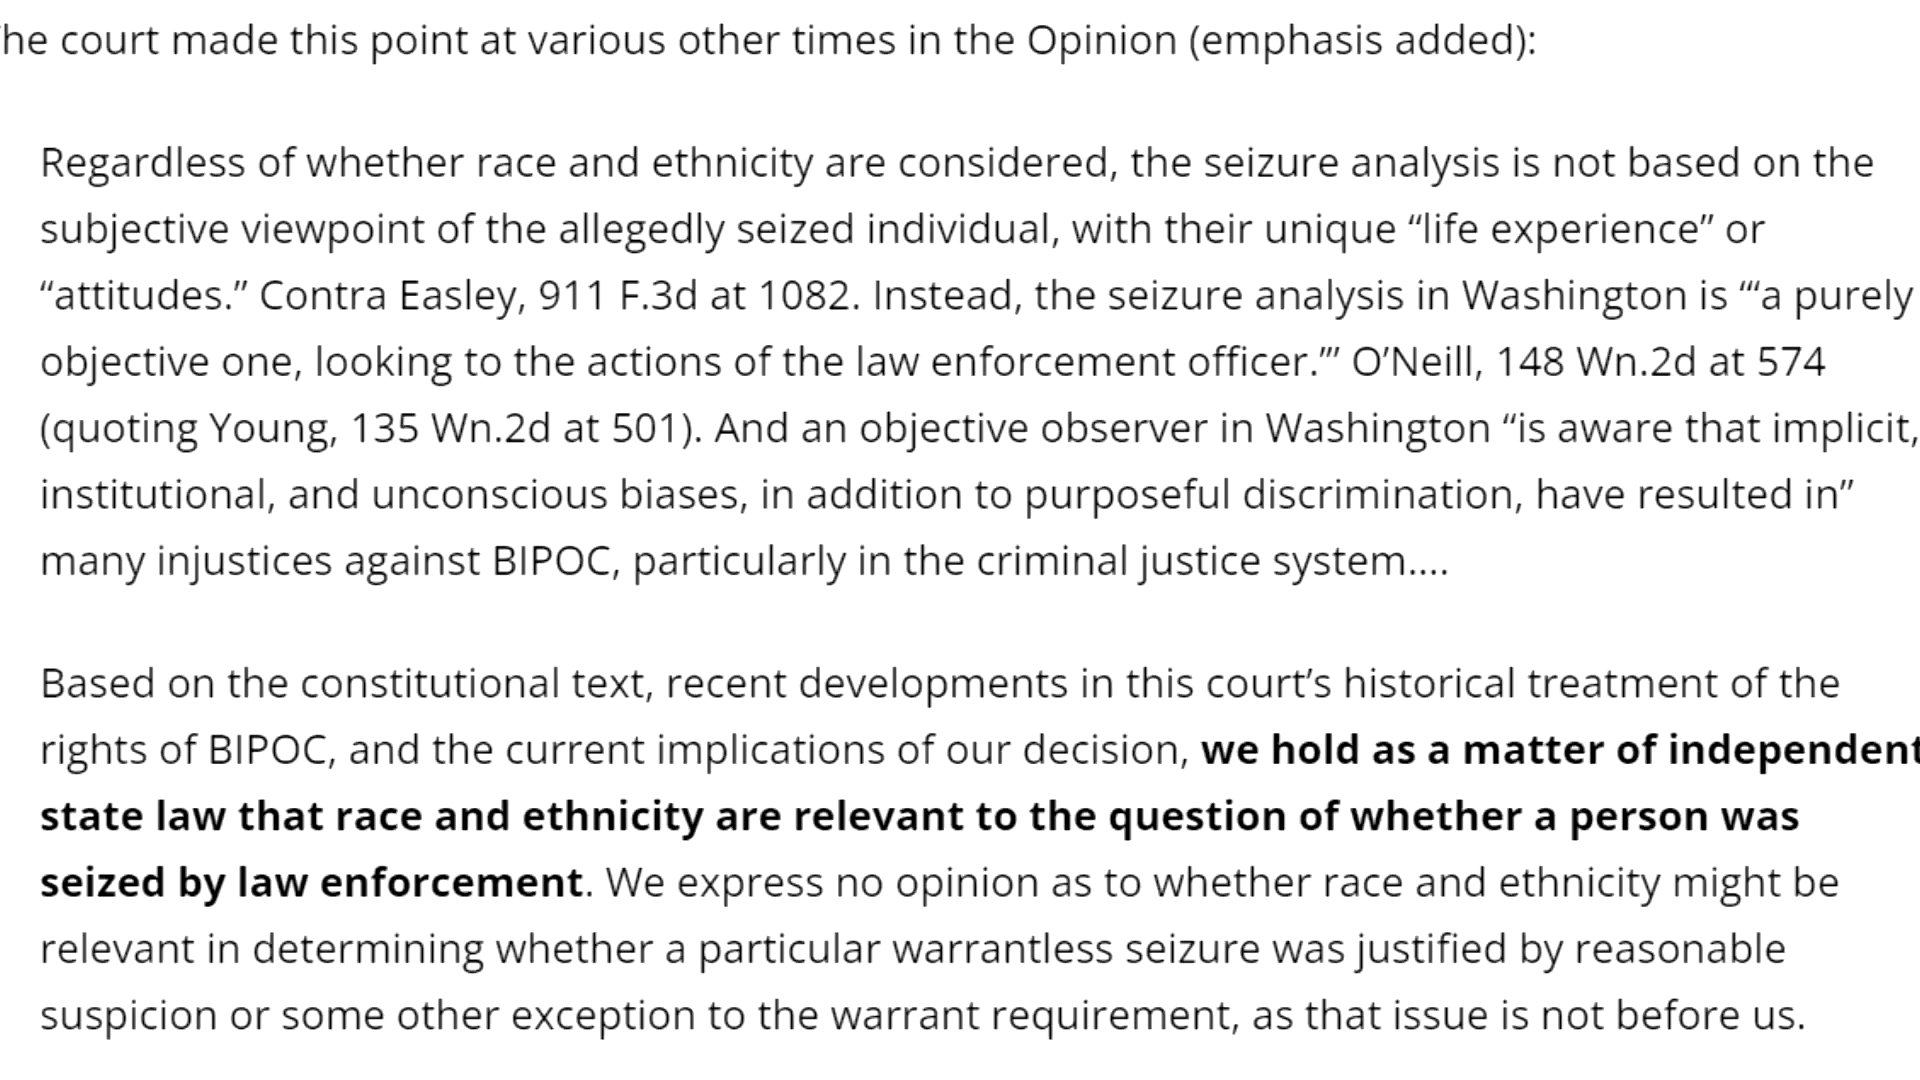 he court made this point at various other times in the Opinion (emphasis added):
Regardless of whether race and ethnicity are considered, the seizure analysis is not based on the
subjective viewpoint of the allegedly seized individual, with their unique “life experience” or
“attitudes.” Contra Easley, 911 F.3d at 1082. Instead, the seizure analysis in Washington is “‘a purely
objective one, looking to the actions of the law enforcement officer.’” O’Neill, 148 Wn.2d at 574
(quoting Young, 135 Wn.2d at 501). And an objective observer in Washington “is aware that implicit,
institutional, and unconscious biases, in addition to purposeful discrimination, have resulted in”
many injustices against BIPOC, particularly in the criminal justice system....
Based on the constitutional text, recent developments in this court’s historical treatment of the
rights of BIPOC, and the current implications of our decision, we hold as a matter of independent
state law that race and ethnicity are relevant to the question of whether a person was
seized by law enforcement. We express no opinion as to whether race and ethnicity might be
relevant in determining whether a particular warrantless seizure was justified by reasonable
suspicion or some other exception to the warrant requirement, as that issue is not before us.